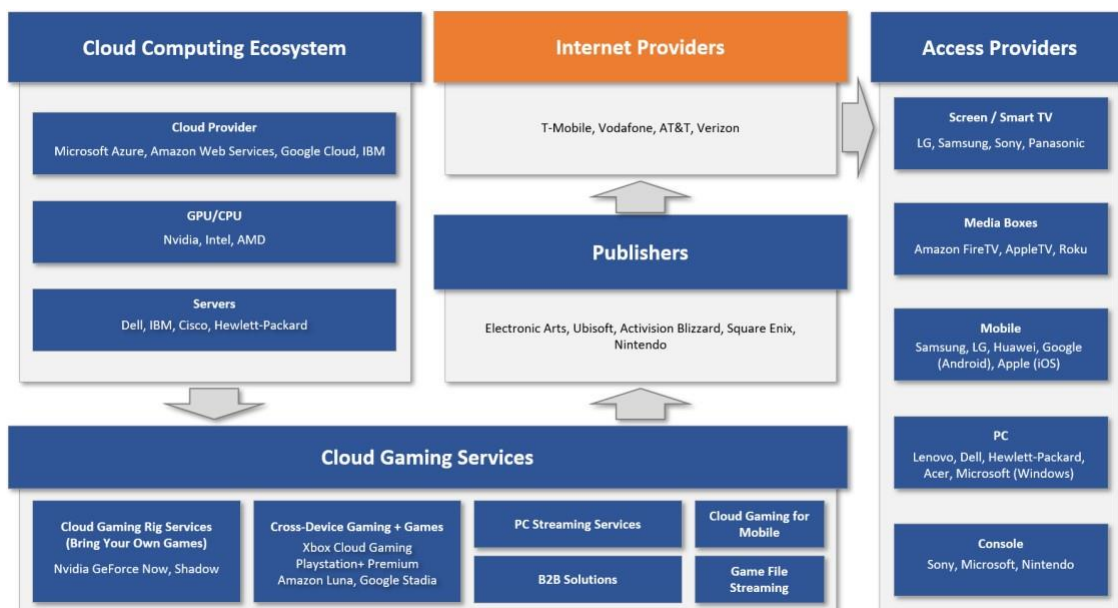 Cloud Computing Ecosystem
Cloud Provider
Microsoft Azure, Amazon Web Services, Google Cloud, IBM
GPU/CPU
Nvidia, Intel, AMD
Servers
Dell, IBM, Cisco, Hewlett-Packard
Internet Providers
T-Mobile, Vodafone, AT&T, Verizon
Publishers
Electronic Arts, Ubisoft, Activision Blizzard, Square Enix,
Nintendo
Cloud Gaming Services
Cloud Gaming Rig Services
(Bring Your Own Games)
Nvidia GeForce Now, Shadow
Cross-Device Gaming + Games
Xbox Cloud Gaming
Playstation+ Premium
Amazon Luna, Google Stadia
PC Streaming Services
B2B Solutions
Cloud Gaming for
Mobile
Game File
Streaming
Access Providers
Screen / Smart TV
LG, Samsung, Sony, Panasonic
Media Boxes
Amazon FireTV, AppleTV, Roku
Mobile
Samsung, LG, Huawei, Google
(Android), Apple (iOS)
PC
Lenovo, Dell, Hewlett-Packard,
Acer, Microsoft (Windows)
Console
Sony, Microsoft, Nintendo